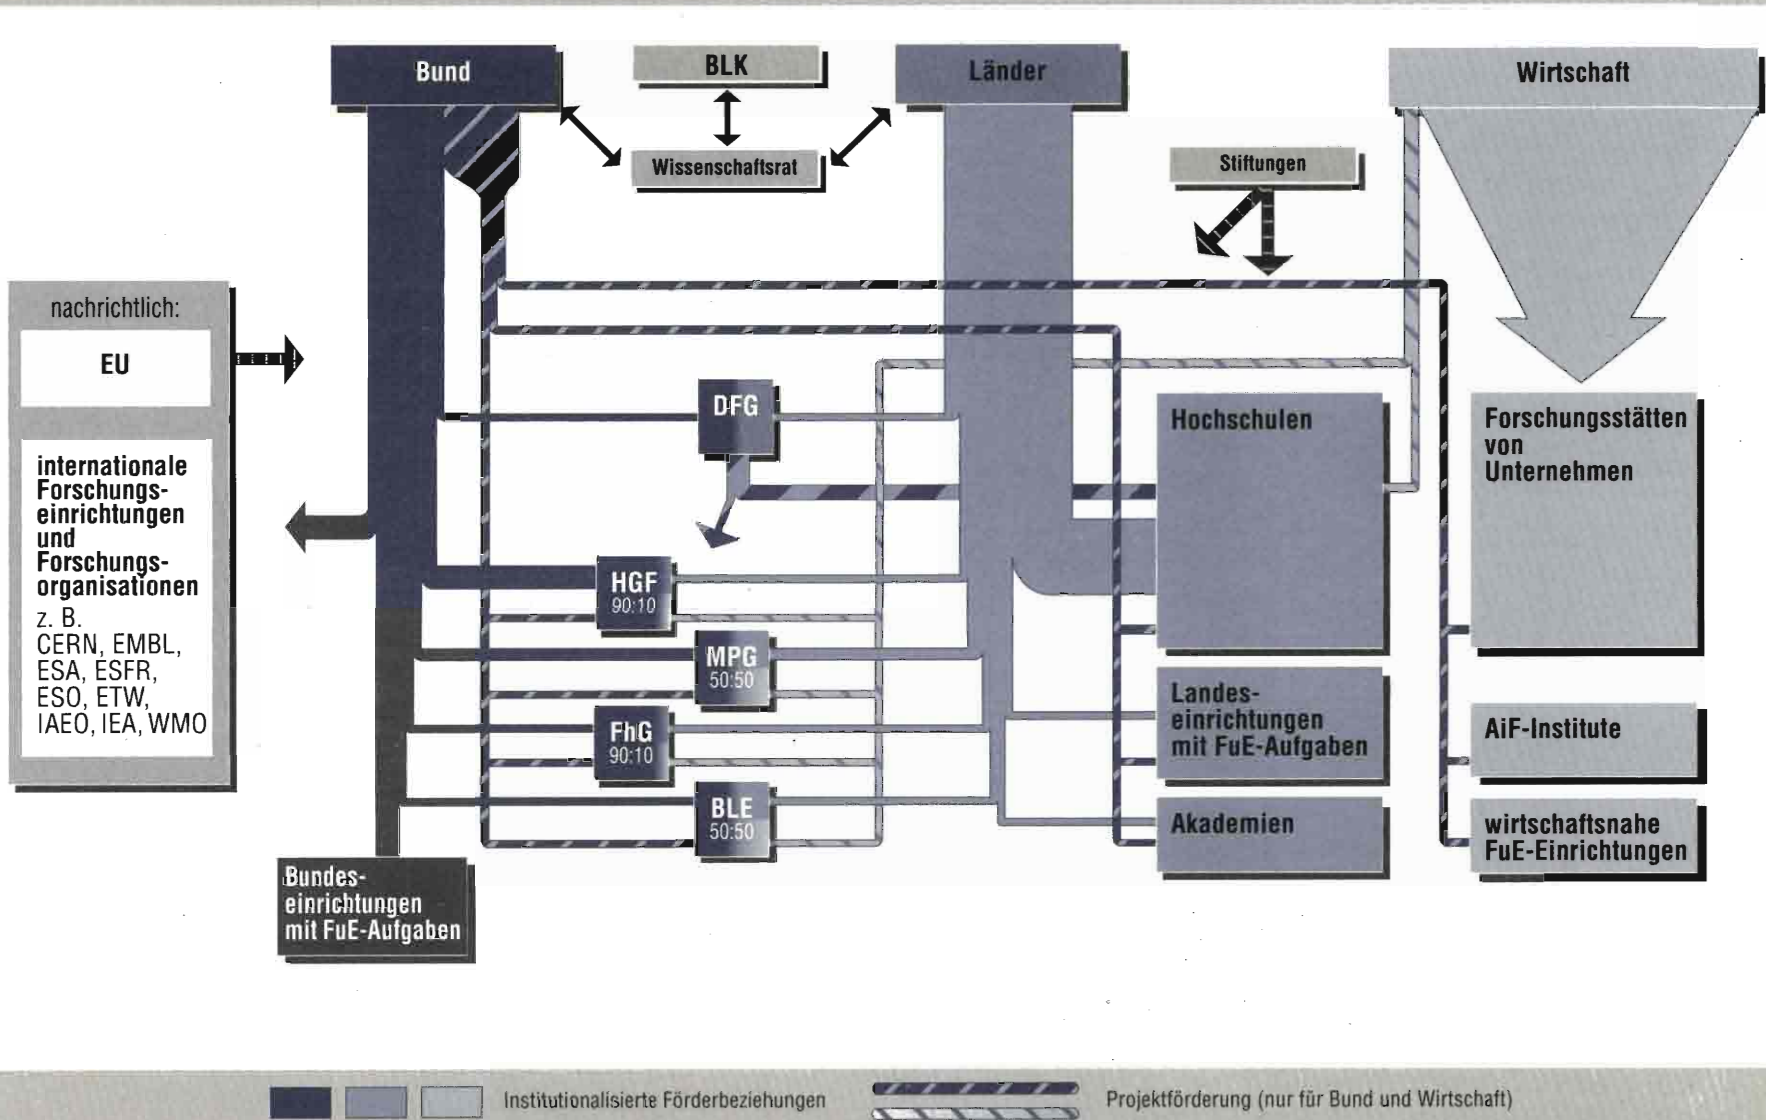 Bund
BLK
Länder
Wirtschaft
Wissenschaftsrat
Stiftungen
nachrichtlich:
EU
internationale
Forschungs-
einrichtungen
und
Forschungs-
organisationen
z. B.
CERN, EMBL,
ESA, ESFR,
ESO, ETW,
IAEO, IEA, WMO
DFG
HGF
90:10
MPG
50:50
FhG
90:10
BLE
50:50
Hochschulen
Landes-
einrichtungen
mit FuE-Aufgaben
Akademien
Forschungsstätten
von
Unternehmen
AiF-Institute
wirtschaftsnahe
FuE-Einrichtungen
Bundes-
einrichtungen
mit FuE-Aufgaben
Institutionalisierte Förderbeziehungen
Projektförderung (nur für Bund und Wirtschaft)